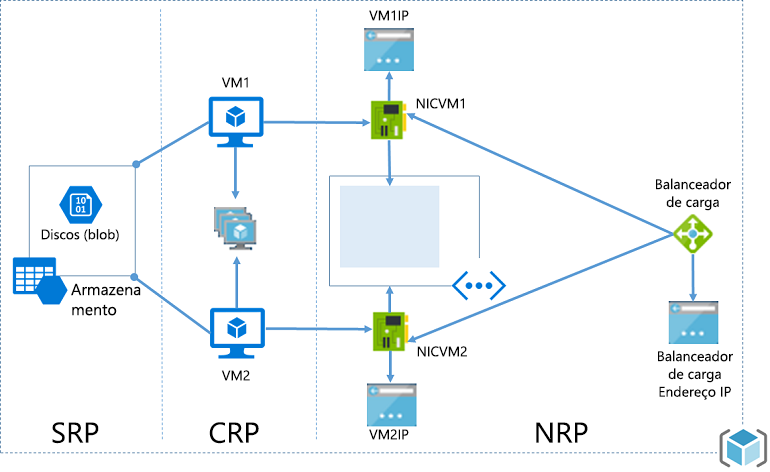 VM1IP
VM1
NICVM1
10
01
Discos (blob)
Armazena
mento
Balanceador
de carga
VM2
NICVM2
VM2IP
Balanceador
de carga
Endereço IP
SRP
CRP
NRP